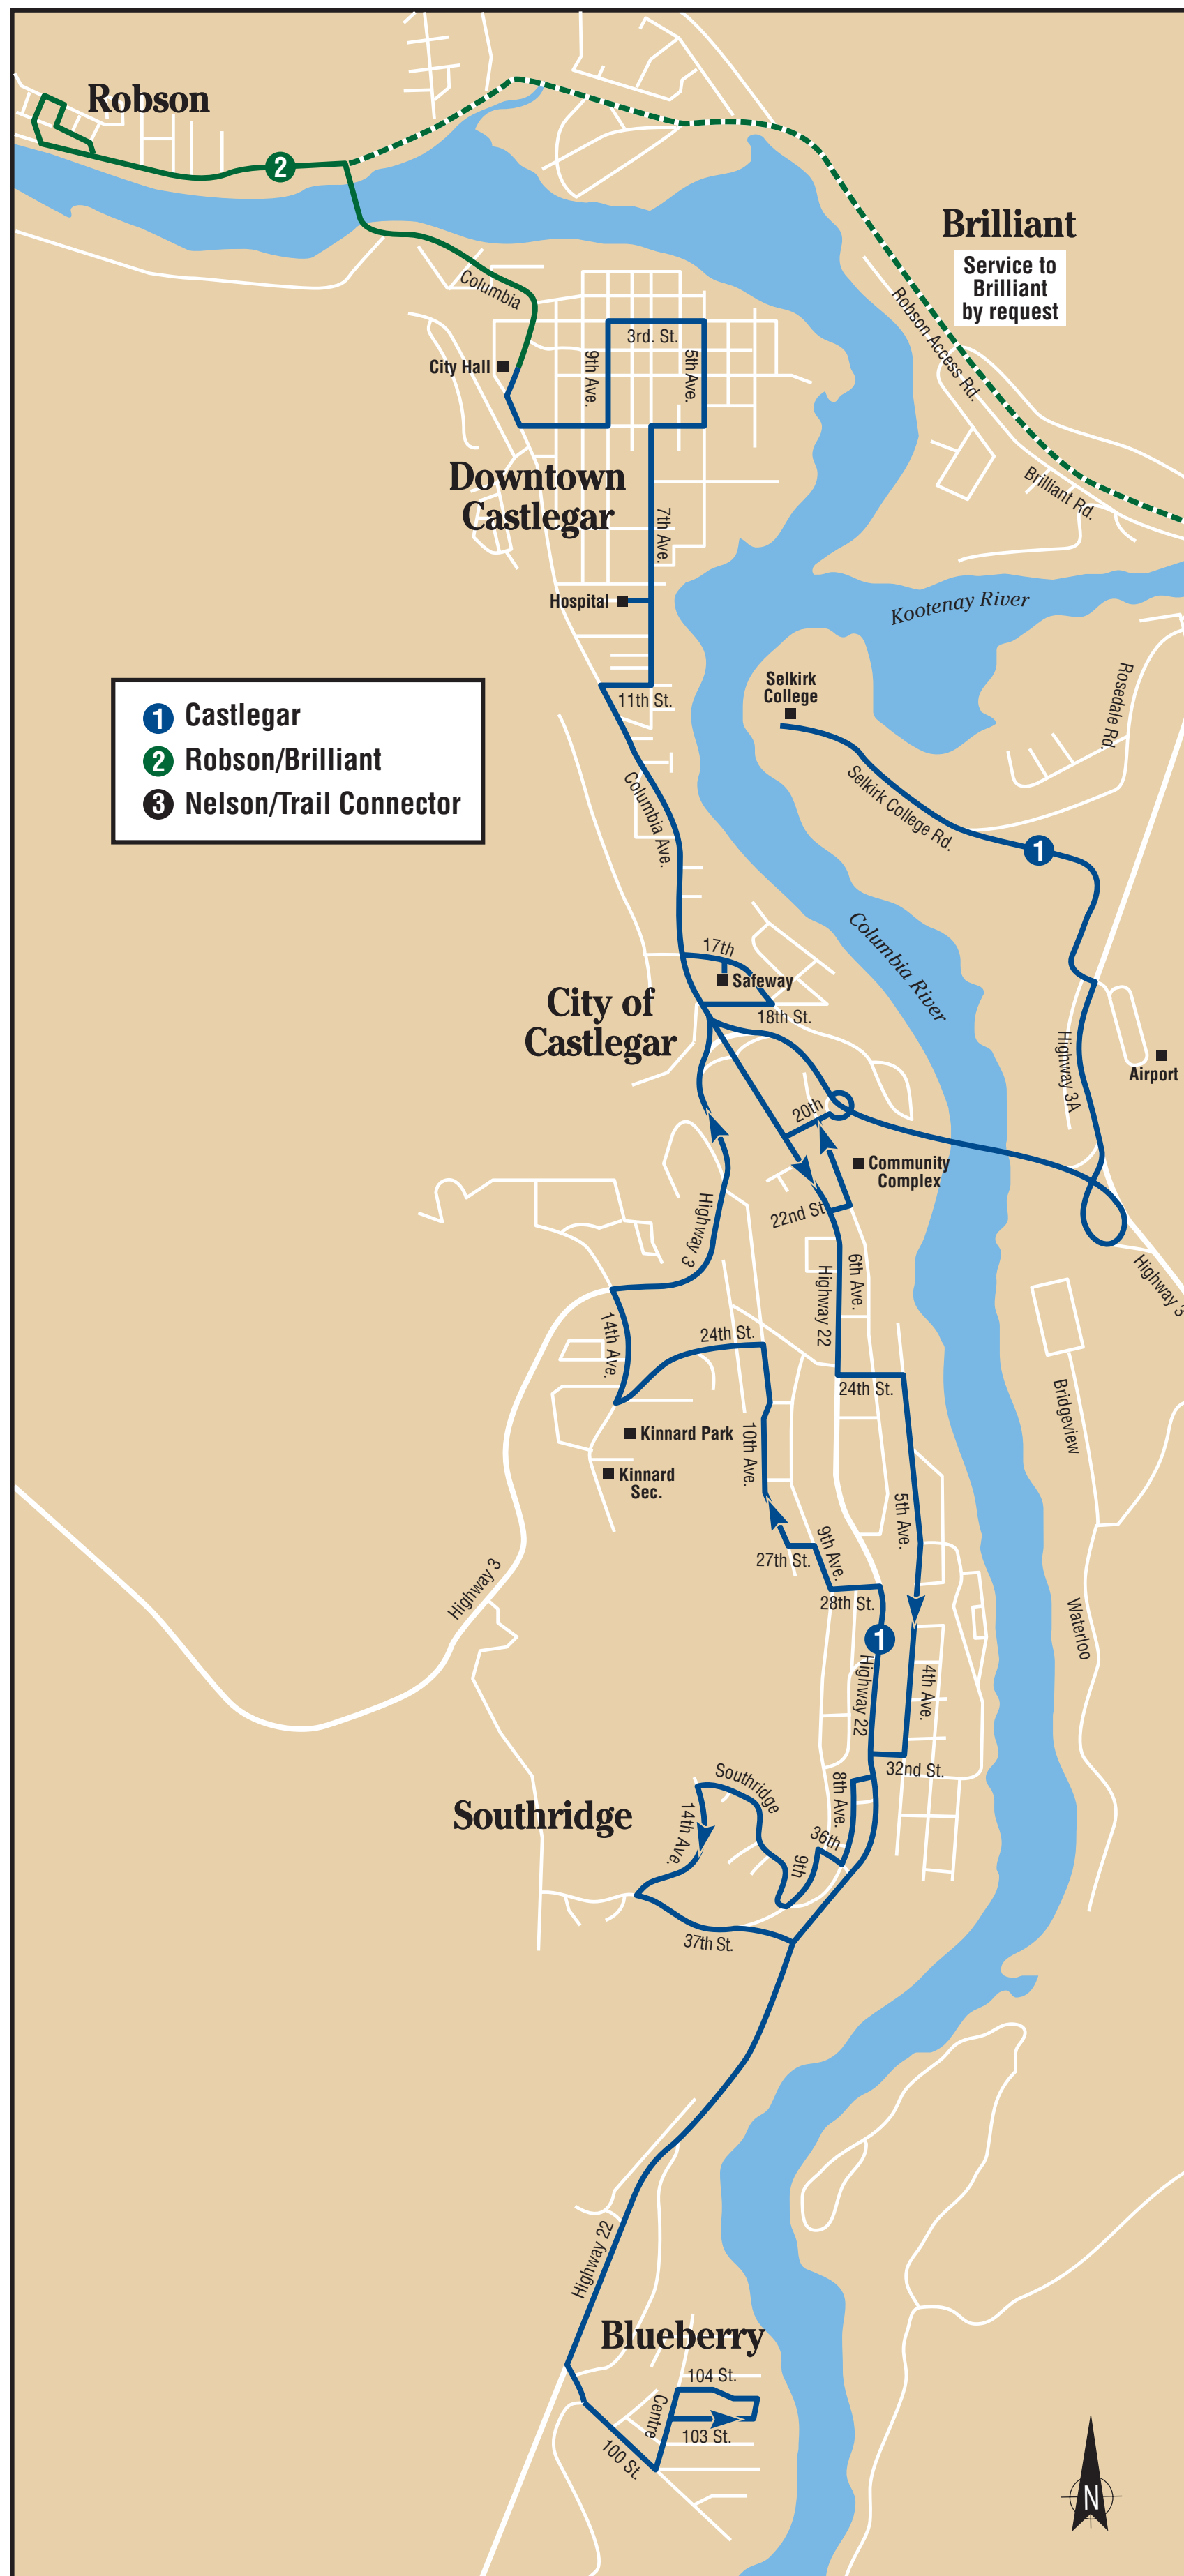 Robson
2
Brilliant
Service to
Brilliant
by request
Columbia
Robson Access Rd.
3rd. St.
City Hall
9th Ave.
5th Ave.
Downtown
Castlegar
Brilliant Rd.
7th Ave.
Hospital
Kootenay River
Selkirk
College
Rosedale Rd.
11th St.
1 Castlegar
2 Robson/Brilliant
3 Nelson/Trail Connector
Columbia Ave.
Selkirk College Rd.
1
Columbia River
17th
Safeway
City of
Castlegar
18th St.
Highway 3A
Airport
20th
Community
Complex
Highway 3
22nd St.
6th Ave.
Highway 22
Highway 3
14th Ave.
24th St.
24th St.
Bridgeview
Kinnard Park
10th Ave.
Kinnard
Sec.
5th Ave.
9th Ave.
27th St.
Highway 3
28th St.
Waterloo
1
Highway 22
4th Ave.
32nd St.
Southridge
Southridge
14th Ave.
8th Ave.
36th
9th
37th St.
Highway 22
Blueberry
104 St.
Centre
103 St.
100 St.
N